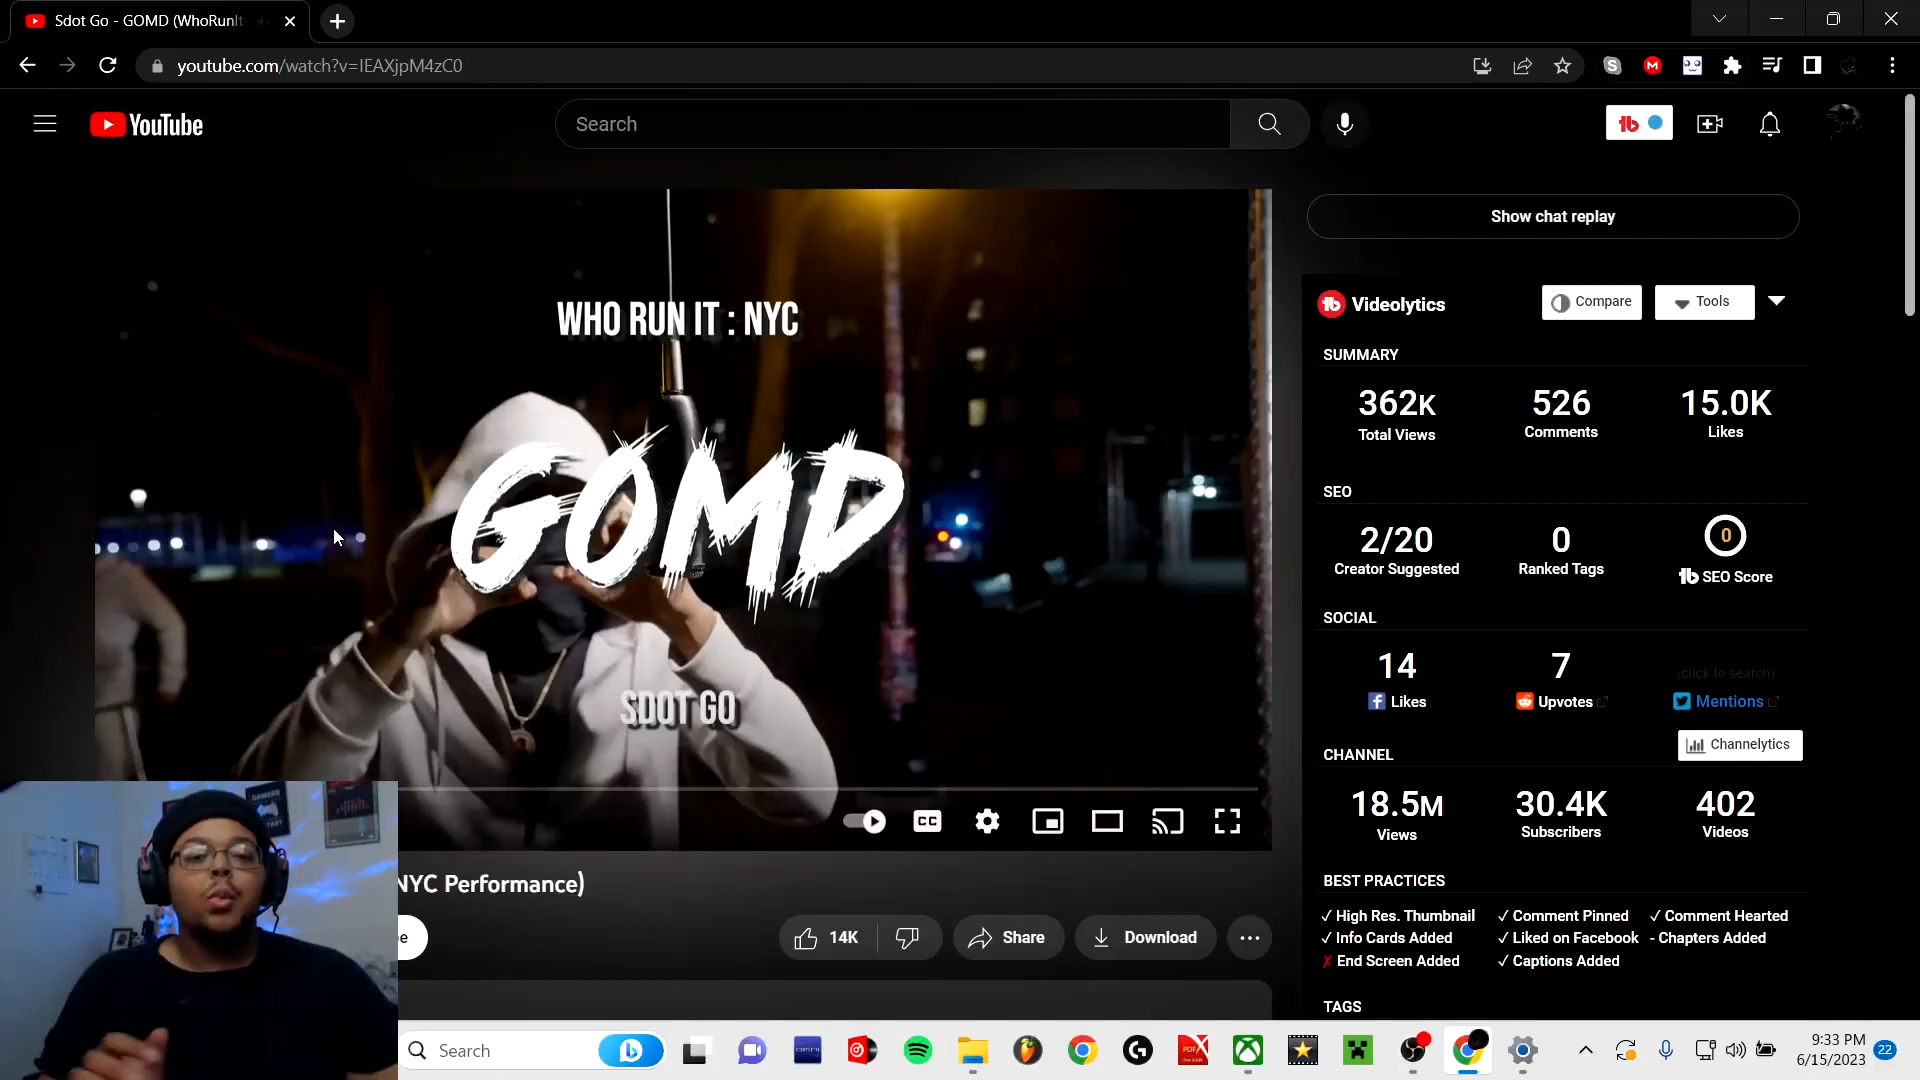 Sdot Go - GOMD (WhoRunIt
youtube.com/watch?v=IEAXjpM4zC0
YouTube
Search
Show chat replay
WHO RUN IT : NYC
GOMD
SDOT GO
Videolytics
Compare
Tools
SUMMARY
362K 526 15.0K
Total Views Comments Likes
SEO
2/20 0 0
Creator Suggested Ranked Tags SEO Score
SOCIAL
14 7 (click to search)
Likes Upvotes Mentions
CHANNEL
Channelytics
18.5M 30.4K 402
Views Subscribers Videos
BEST PRACTICES
✓ High Res. Thumbnail ✓ Comment Pinned ✓ Comment Hearted
✓ Info Cards Added ✓ Liked on Facebook - Chapters Added
✗ End Screen Added ✓ Captions Added
TAGS
NYC Performance)
14K
Share
Download
Search
9:33 PM
6/15/2023
22